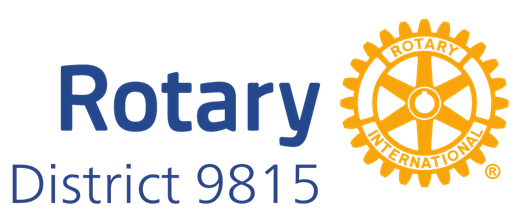 Rotary
District 9815
ROTARY
INTERNATIONAL
®